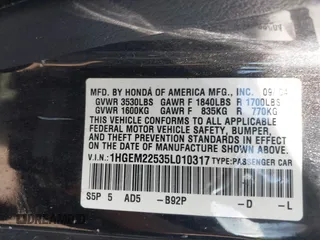 MFD. BY HONDA OF AMERICA MFG., INC. 09/04
GVWR 3530LBS GAWR F 1840LBS R 1700LBS
GVWR 1600KG GAWR F 835KG R 770KG
THIS VEHICLE CONFORMS TO ALL APPLICABLE
FEDERAL MOTOR VEHICLE SAFETY, BUMPER,
AND THEFT PREVENTION STANDARDS IN
EFFECT ON THE DATE OF MANUFACTURE
SHOWN ABOVE.
V.I.N: 1HGEM22535L010317 TYPE: PASSENGER CAR
S5P 5 AD5 -B92P -D -L